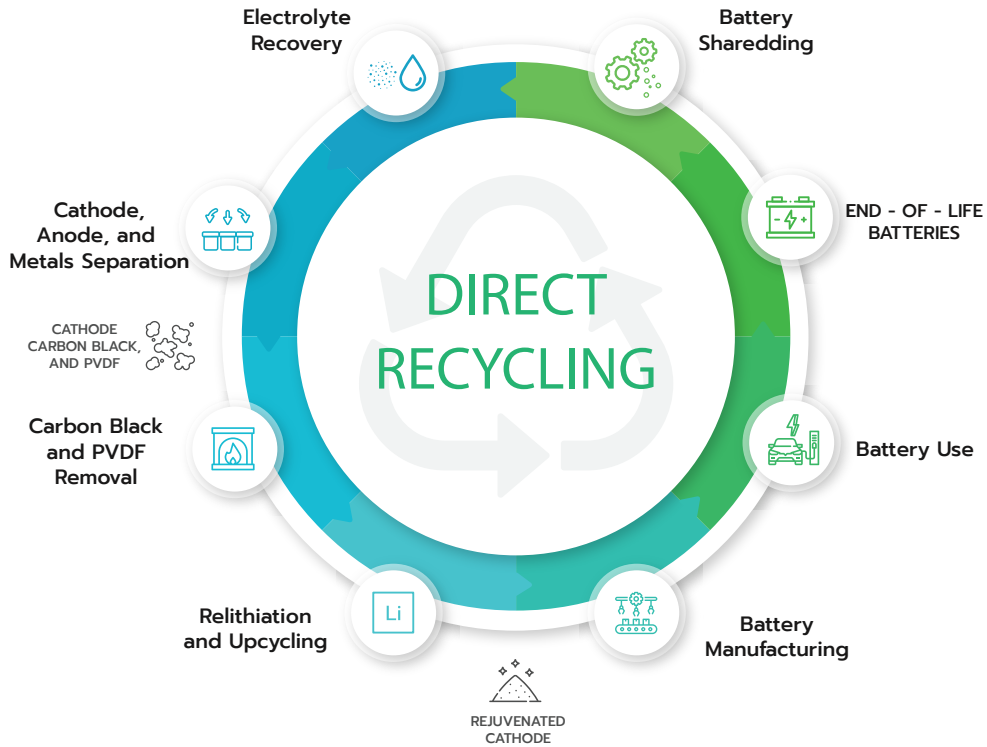 Electrolyte
Recovery
Battery
Sharedding
Cathode,
Anode, and
Metals Separation
END - OF - LIFE
BATTERIES
DIRECT
RECYCLING
CATHODE
CARBON BLACK,
AND PVDF
Carbon Black
and PVDF
Removal
Battery Use
Relithiation
and Upcycling
Li
Battery
Manufacturing
REJUVENATED
CATHODE